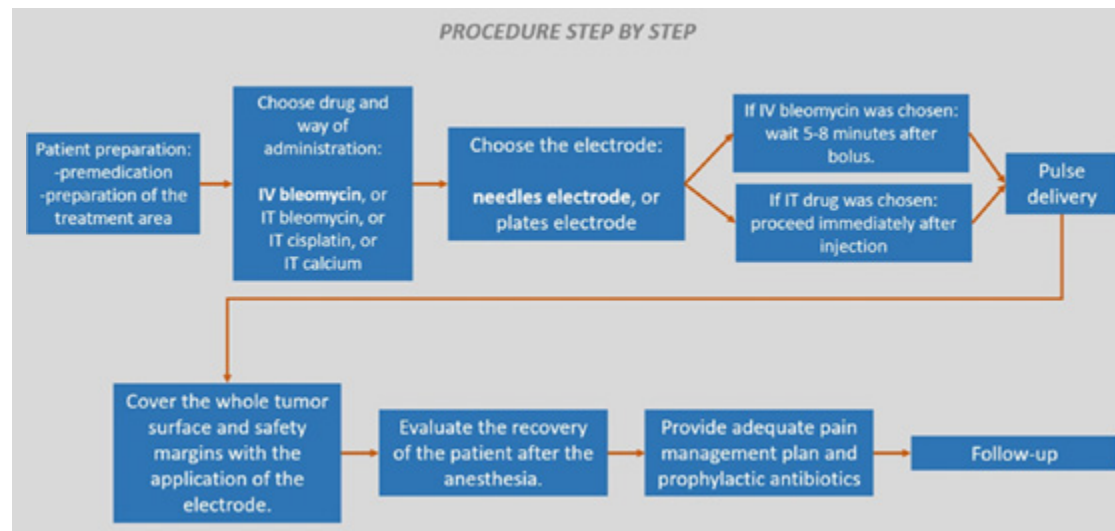 PROCEDURE STEP BY STEP
Patient preparation:
-premedication
-preparation of the
treatment area
Choose drug and
way of
administration:
IV bleomycin, or
IT bleomycin, or
IT cisplatin, or
IT calcium
Choose the electrode:
needles electrode, or
plates electrode
If IV bleomycin was chosen:
wait 5-8 minutes after
bolus.
If IT drug was chosen:
proceed immediately after
injection
Pulse
delivery
Cover the whole tumor
surface and safety
margins with the
application of the
electrode.
Evaluate the recovery
of the patient after the
anesthesia.
Provide adequate pain
management plan and
prophylactic antibiotics
Follow-up